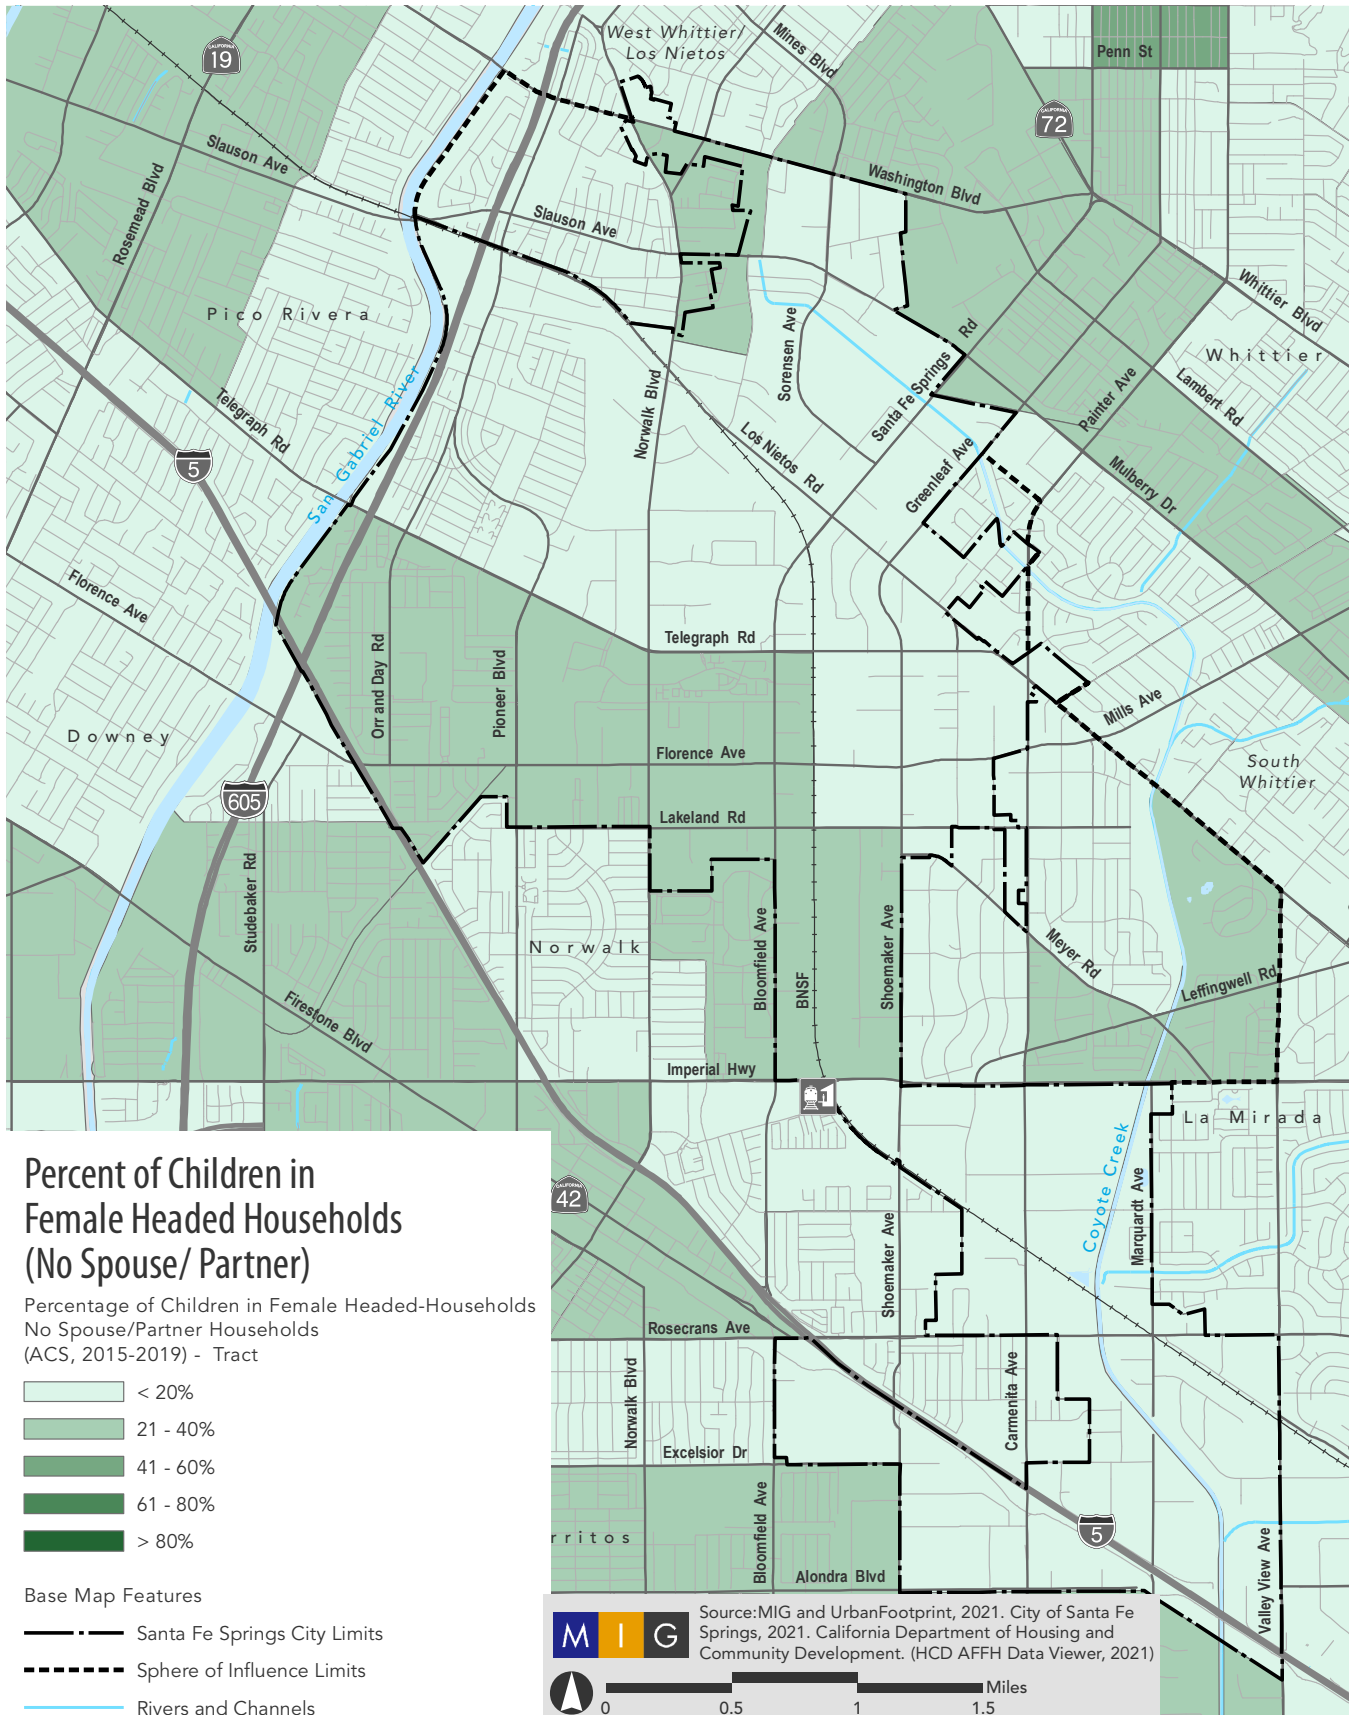 West Whittier/
Los Nietos
Mines Blvd
Penn St
CALIFORNIA
19
CALIFORNIA
72
Slauson Ave
Rosemead Blvd
Washington Blvd
Slauson Ave
Whittier Blvd
Pico Rivera
Whittier
Sorensen Ave
Santa Fe Springs Rd
Lambert Rd
Painter Ave
Norwalk Blvd
San Gabriel River
Telegraph Rd
5
Los Nietos Rd
Greenleaf Ave
Mulberry Dr
Florence Ave
Telegraph Rd
Orr and Day Rd
Pioneer Blvd
Mills Ave
Downey
Florence Ave
South
Whittier
605
Lakeland Rd
Studebaker Rd
Norwalk
Bloomfield Ave
BNSF
Shoemaker Ave
Meyer Rd
Leffingwell Rd
Firestone Blvd
Imperial Hwy
La Mirada
Coyote Creek
Marquardt Ave
CALIFORNIA
42
Shoemaker Ave
Rosecrans Ave
Norwalk Blvd
Carmenita Ave
Excelsior Dr
Bloomfield Ave
rritos
5
Valley View Ave
Alondra Blvd
Percent of Children in
Female Headed Households
(No Spouse/ Partner)
Percentage of Children in Female Headed-Households
No Spouse/Partner Households
(ACS, 2015-2019) - Tract
< 20%
21 - 40%
41 - 60%
61 - 80%
> 80%
Base Map Features
Santa Fe Springs City Limits
Sphere of Influence Limits
Rivers and Channels
MIG
Source:MIG and UrbanFootprint, 2021. City of Santa Fe
Springs, 2021. California Department of Housing and
Community Development. (HCD AFFH Data Viewer, 2021)
Miles
0 0.5 1 1.5